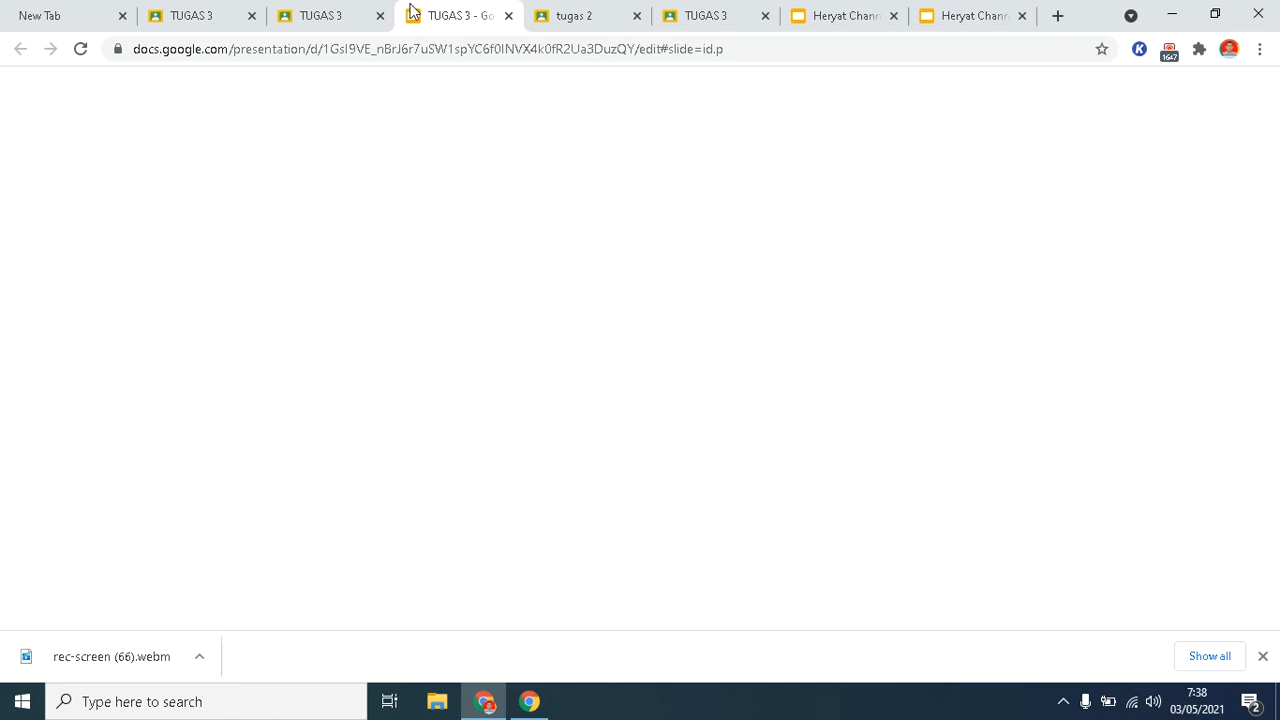 New Tab
TUGAS 3
TUGAS 3
TUGAS 3 - Go
tugas 2
TUGAS 3
Heryat Chann
Heryat Chann
docs.google.com/presentation/d/1GsI9VE_nBrJ6r7uSW1spYC6f0INVX4k0fR2Ua3DuzQY/edit#slide=id.p
1647
rec-screen (66).webm
Show all
Type here to search
7:38
03/05/2021
2